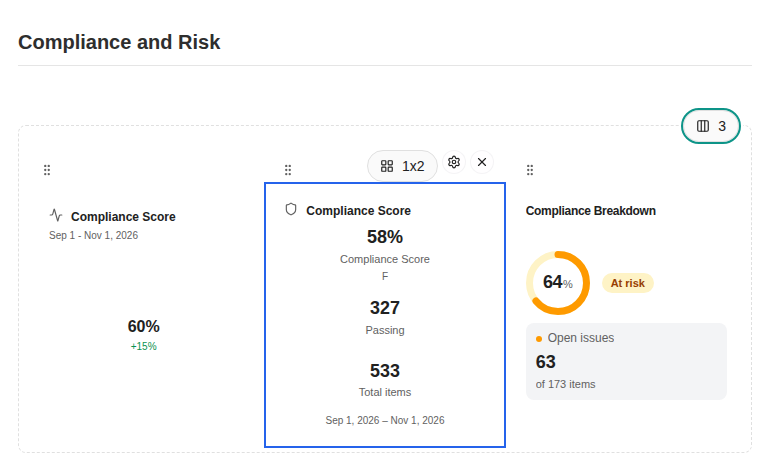 Compliance and Risk
3
1x2
Compliance Score
Sep 1 - Nov 1, 2026
60%
+15%
Compliance Score
58%
Compliance Score
F
327
Passing
533
Total items
Sep 1, 2026 – Nov 1, 2026
Compliance Breakdown
64%
At risk
Open issues
63
of 173 items